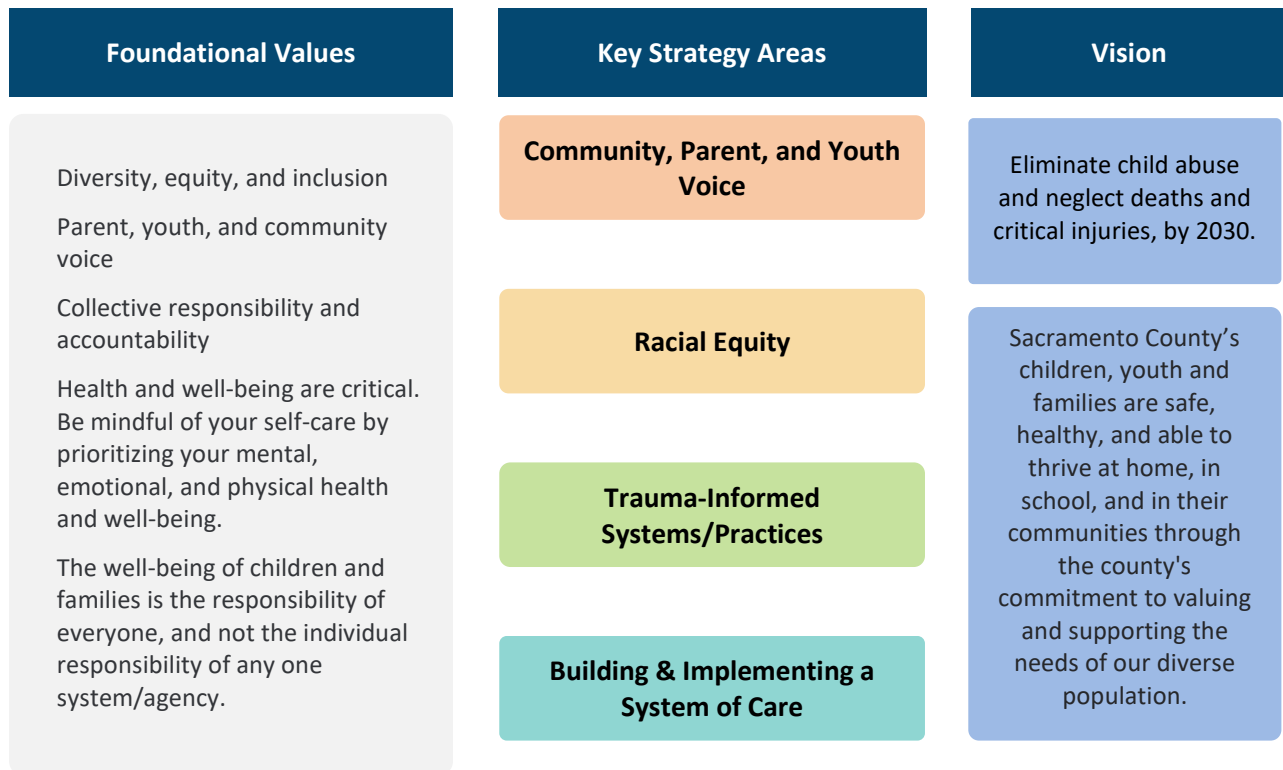 Foundational Values
Diversity, equity, and inclusion
Parent, youth, and community
voice
Collective responsibility and
accountability
Health and well-being are critical.
Be mindful of your self-care by
prioritizing your mental,
emotional, and physical health
and well-being.
The well-being of children and
families is the responsibility of
everyone, and not the individual
responsibility of any one
system/agency.
Key Strategy Areas
Community, Parent, and Youth
Voice
Racial Equity
Trauma-Informed
Systems/Practices
Building & Implementing a
System of Care
Vision
Eliminate child abuse
and neglect deaths and
critical injuries, by 2030.
Sacramento County’s
children, youth and
families are safe,
healthy, and able to
thrive at home, in
school, and in their
communities through
the county's
commitment to valuing
and supporting the
needs of our diverse
population.